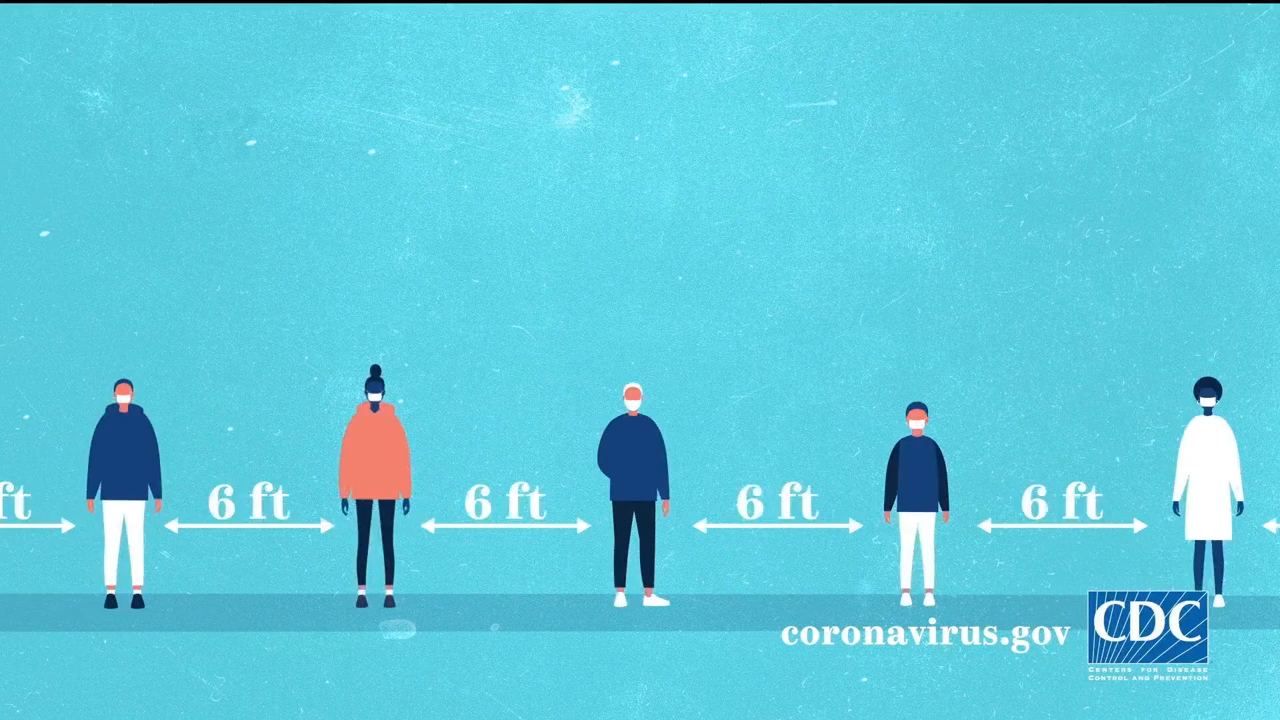 ft
6 ft
6 ft
6 ft
6 ft
coronavirus.gov
CDC
CENTERS FOR DISEASE
CONTROL AND PREVENTION